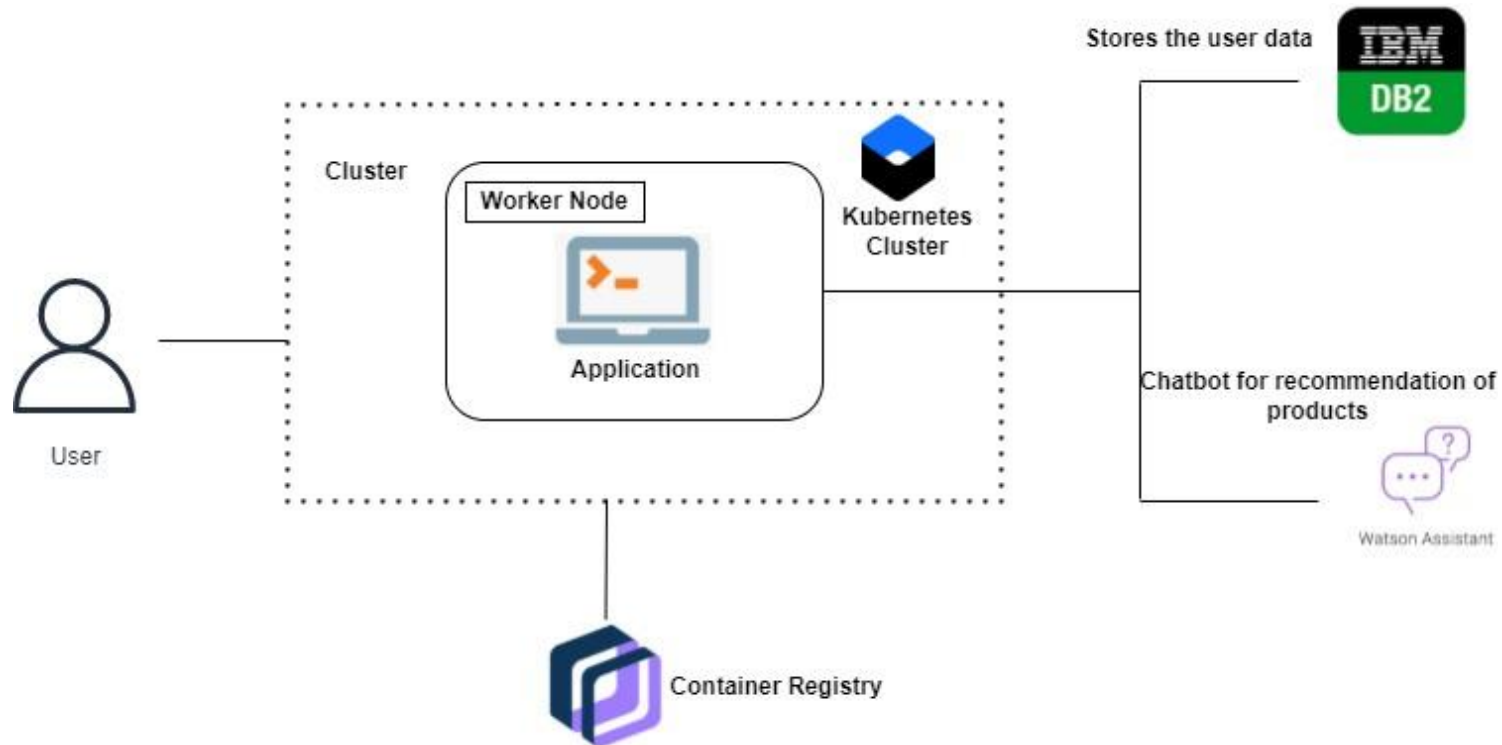 Stores the user data
IBM
DB2
Cluster
Worker Node
Kubernetes
Cluster
Application
User
Chatbot for recommendation of
products
?
Watson Assistant
Container Registry